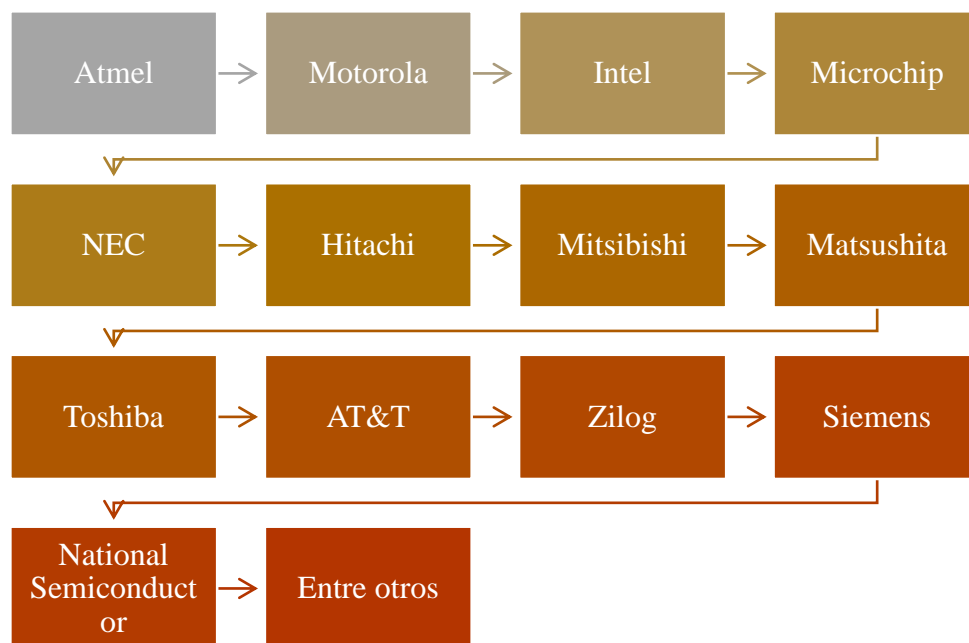 Atmel
Motorola
Intel
Microchip
NEC
Hitachi
Mitsibishi
Matsushita
Toshiba
AT&T
Zilog
Siemens
National
Semiconduct
or
Entre otros